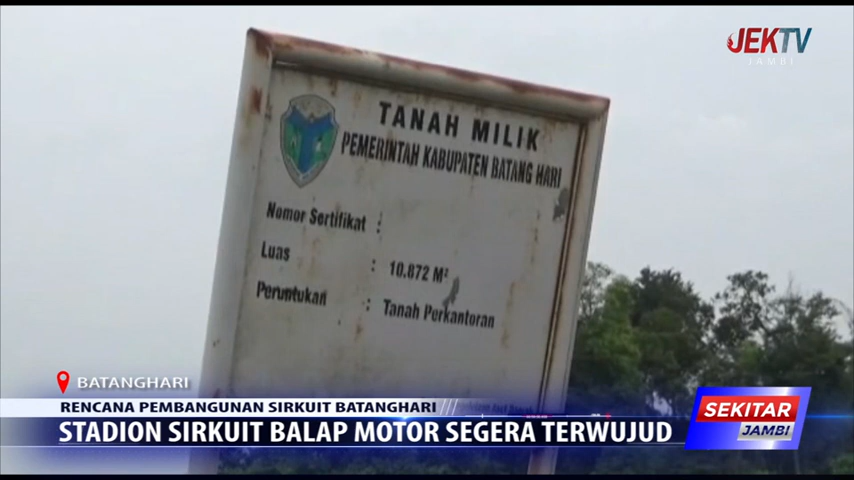 JEKTV
JAMBI
TANAH MILIK
PEMERINTAH KABUPATEN BATANG HARI
Nomor Sertifikat :
Luas : 10.872 M²
Peruntukan : Tanah Perkantoran
BATANGHARI
RENCANA PEMBANGUNAN SIRKUIT BATANGHARI
STADION SIRKUIT BALAP MOTOR SEGERA TERWUJUD
SEKITAR
JAMBI